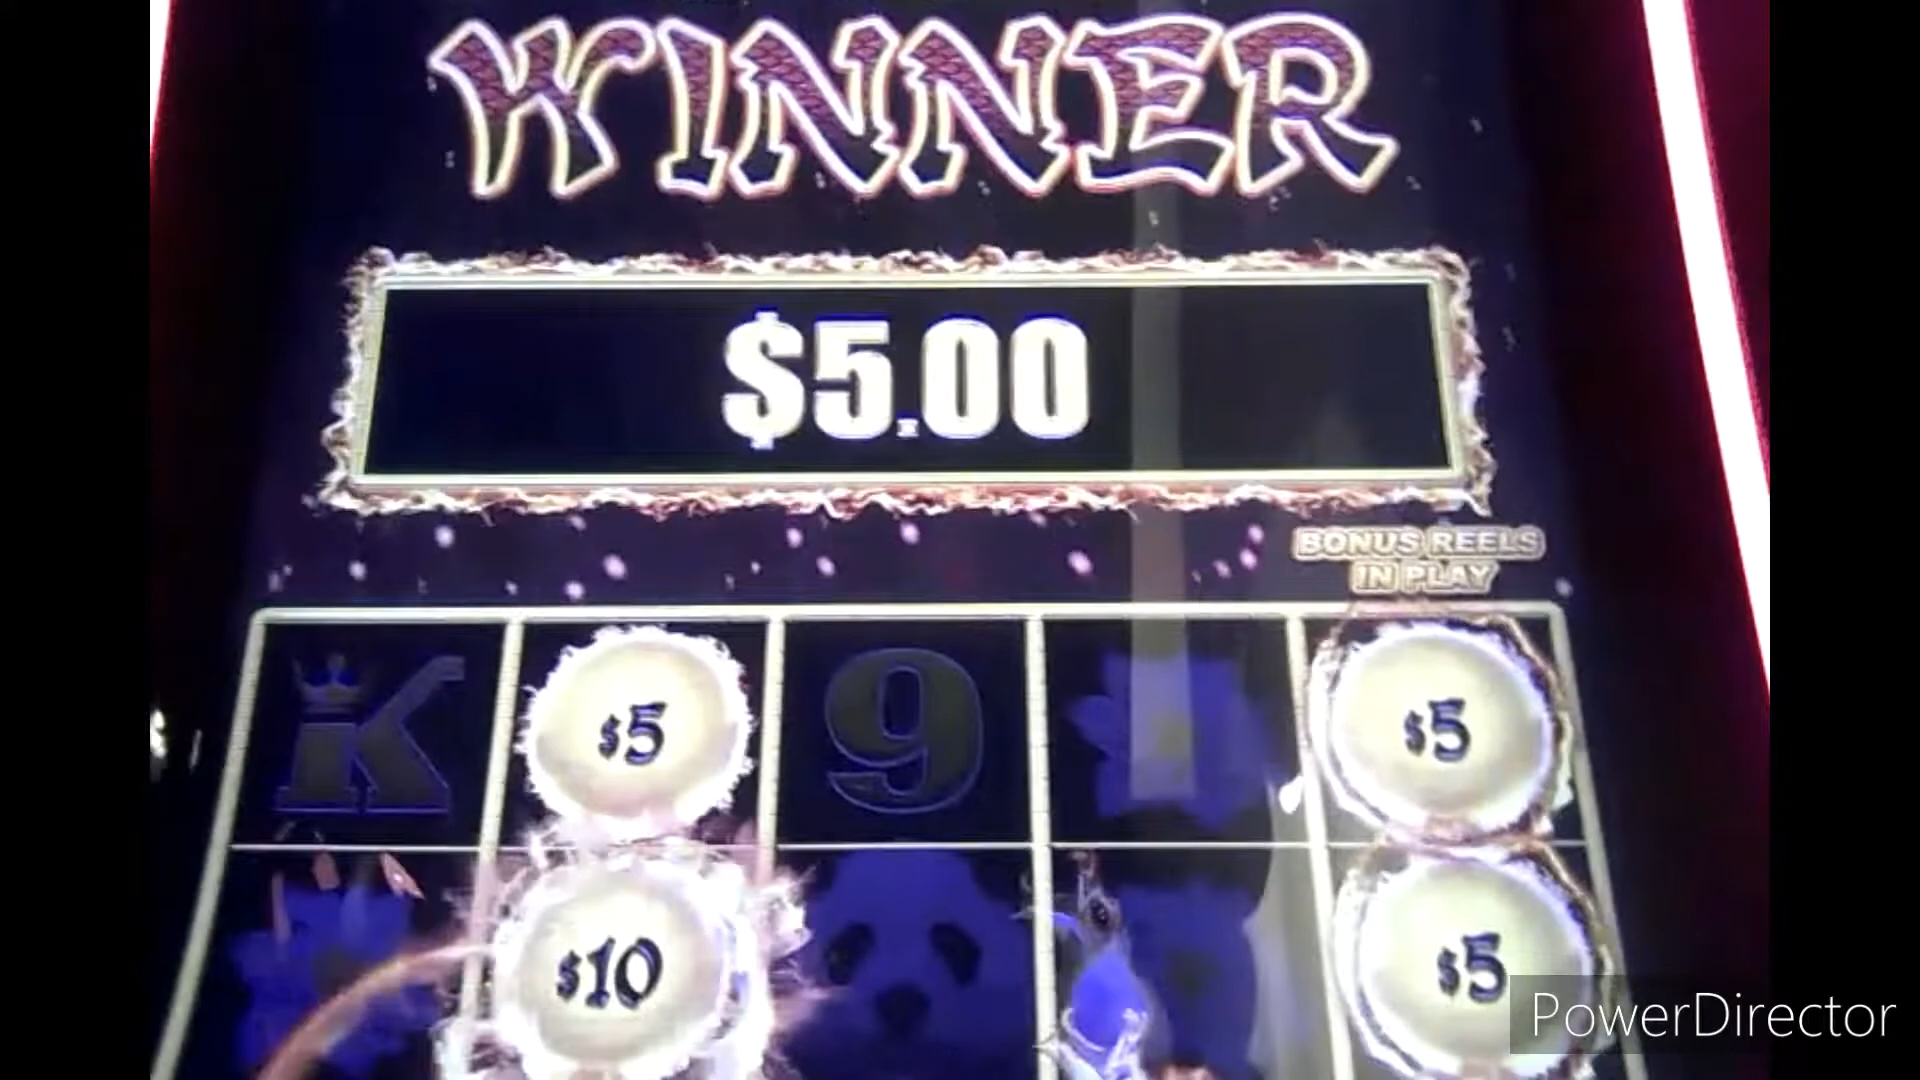 WINNER
$5.00
BONUS REELS
IN PLAY
K
$5
9
$5
$10
$5
PowerDirector